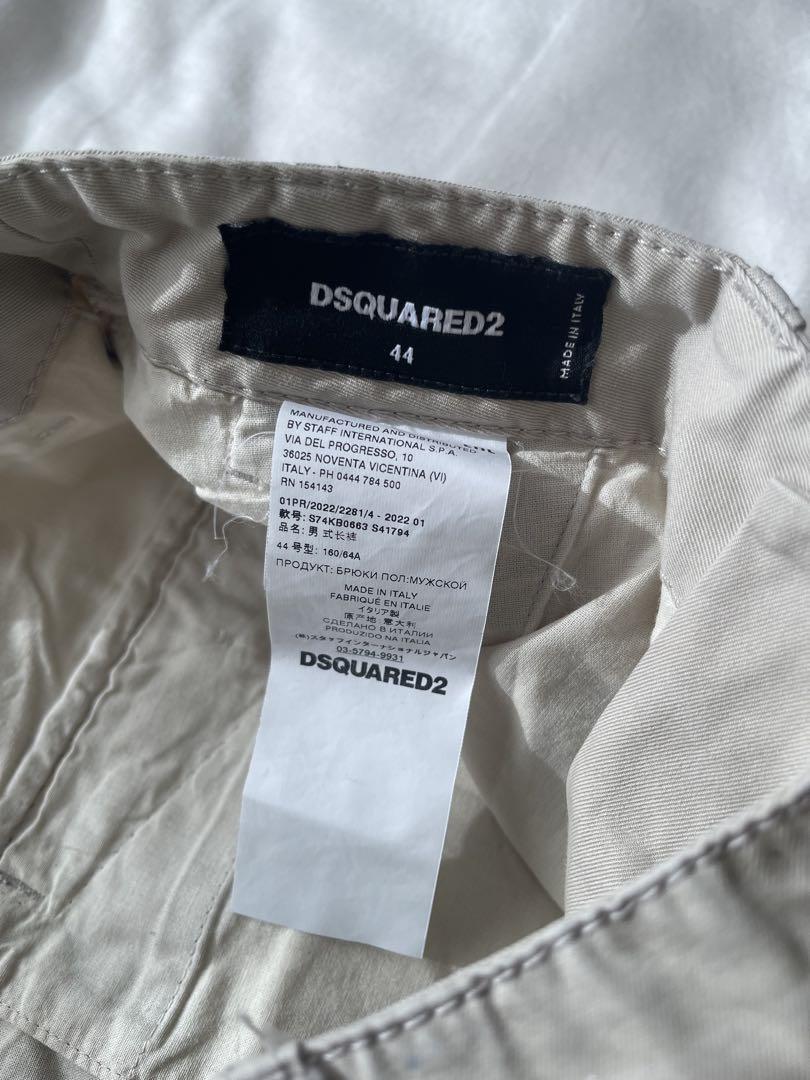 DSQUARED2
44
MADE IN ITALY
MANUFACTURED AND DISTRIBUTED
BY STAFF INTERNATIONAL S.P.A.
VIA DEL PROGRESSO, 10
36025 NOVENTA VICENTINA (VI)
ITALY - PH 0444 784 500
RN 154143
01PR/2022/2281/4 - 2022 01
款号: S74KB0663 S41794
品名: 男式长裤
44 号型: 160/64A
ПРОДУКТ: БРЮКИ ПОЛ:МУЖСКОЙ
MADE IN ITALY
FABRIQUÉ EN ITALIE
イタリア製
原产地: 意大利
СДЕЛАНО В ИТАЛИИ
PRODUZIDO NA ITALIA
(株)スタッフインターナショナルジャパン
03-5794-9931
DSQUARED2